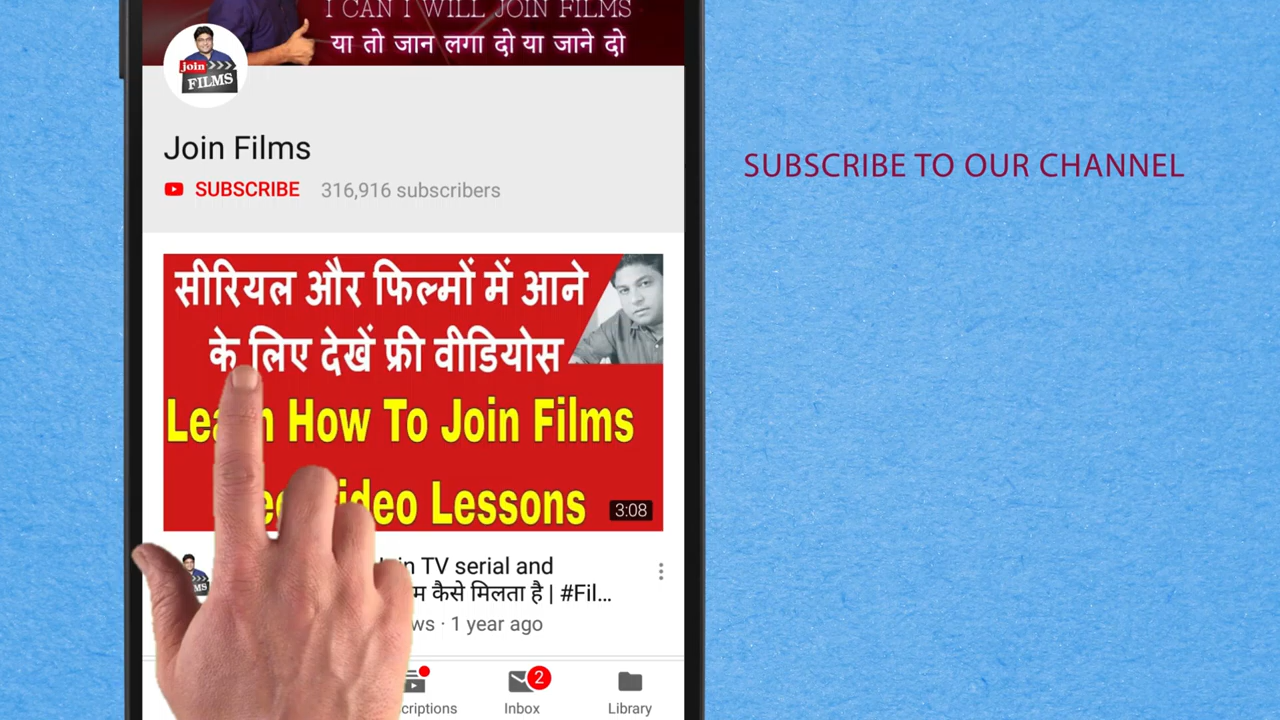 I CAN I WILL JOIN FILMS
या तो जान लगा दो या जाने दो
join
FILMS
Join Films
SUBSCRIBE 316,916 subscribers
SUBSCRIBE TO OUR CHANNEL
सीरियल और फिल्मों में आने
के लिए देखें फ्री वीडियोस
Learn How To Join Films
Video Lessons
3:08
TV serial and
कैसे मिलता है | #Fil...
1 year ago
2
Inbox
Library